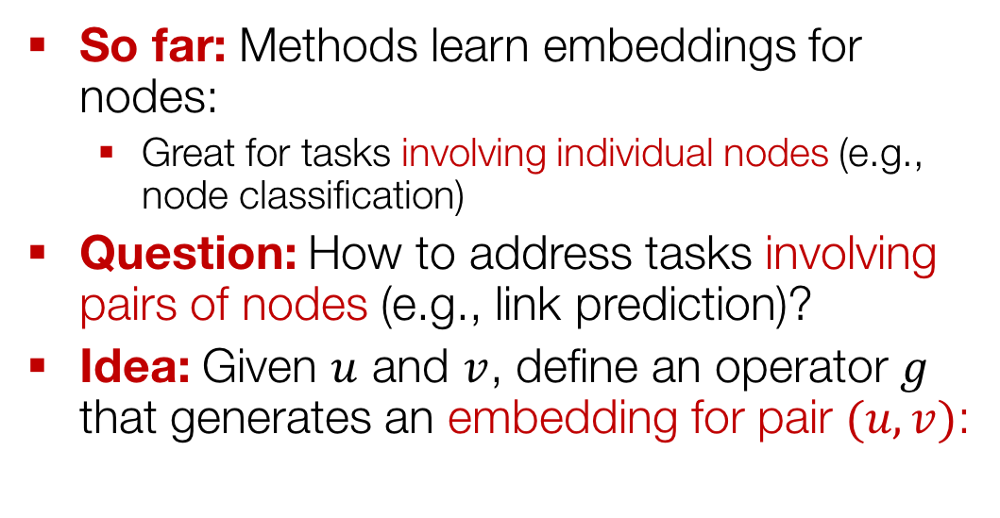 ▪ So far: Methods learn embeddings for
nodes:
▪ Great for tasks involving individual nodes (e.g.,
node classification)
▪ Question: How to address tasks involving
pairs of nodes (e.g., link prediction)?
▪ Idea: Given 𝑢 and 𝑣, define an operator 𝑔
that generates an embedding for pair (𝑢, 𝑣):